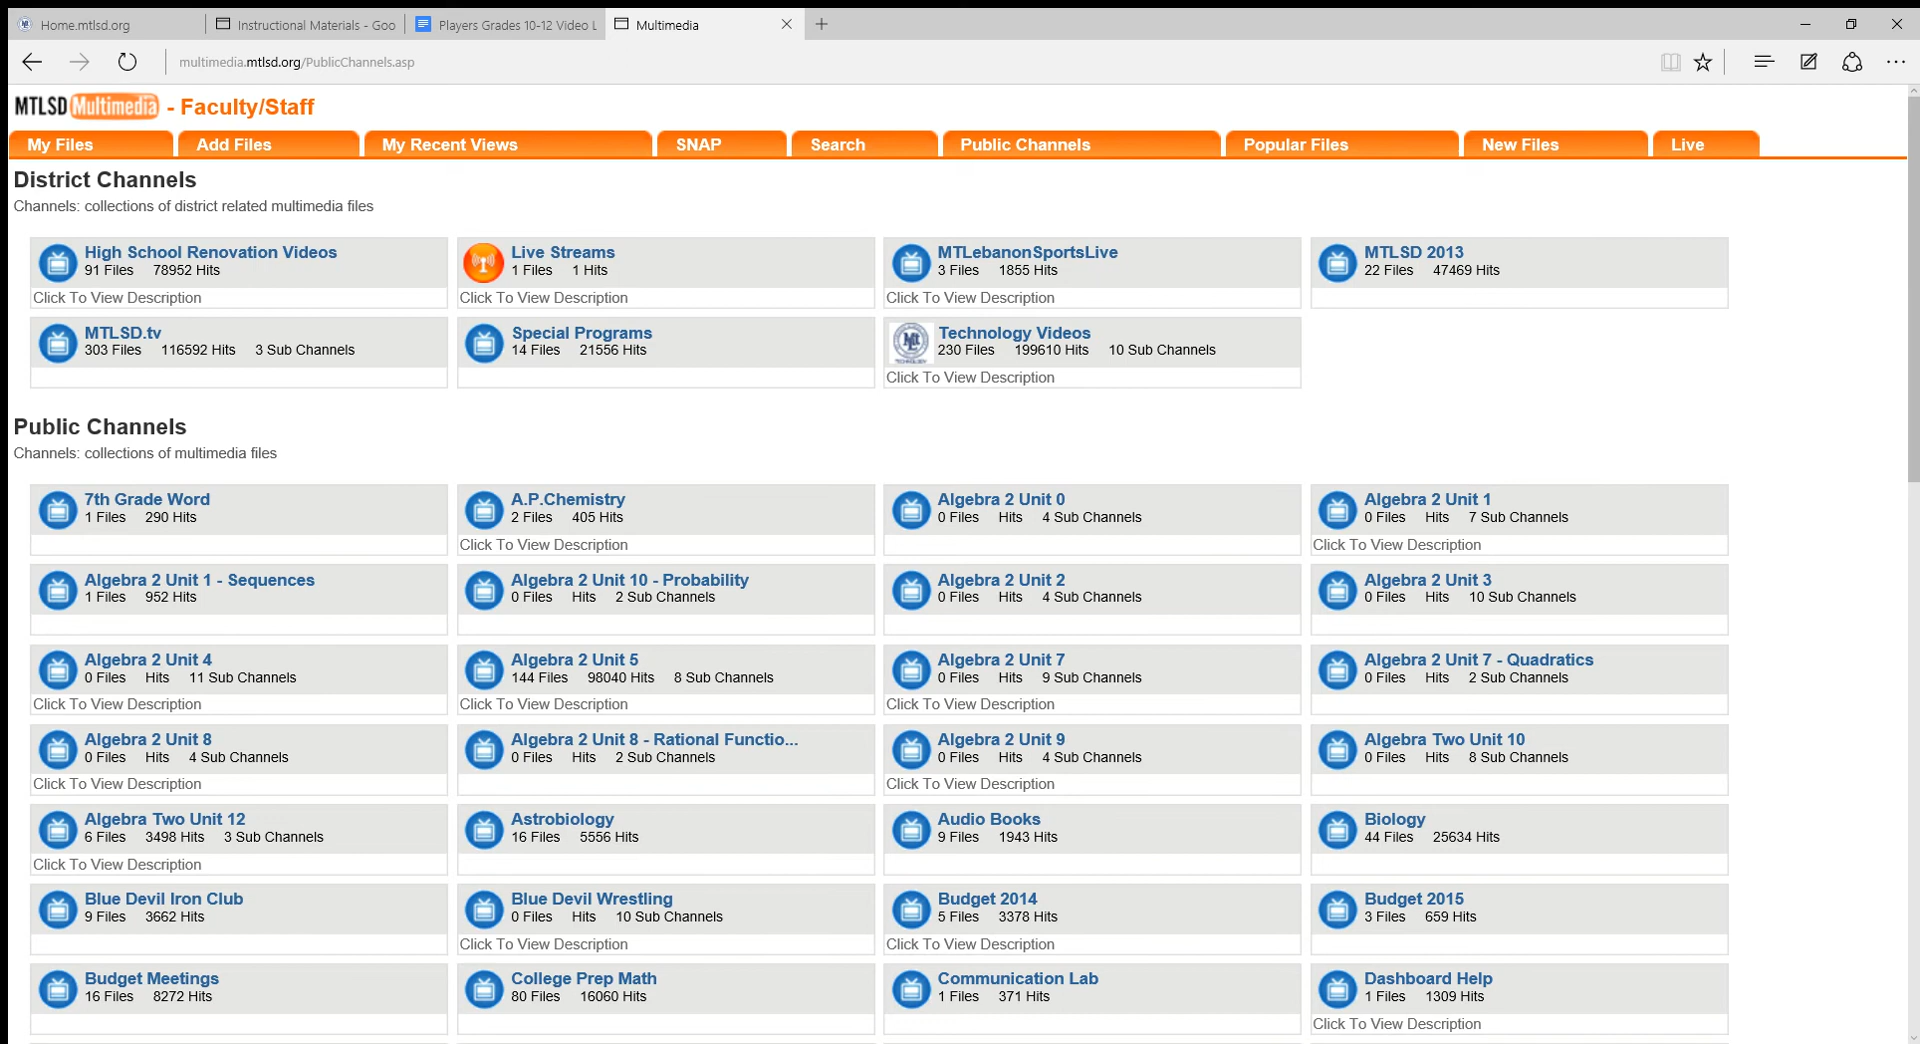 Home.mtlsd.org
Instructional Materials - Goo
Players Grades 10-12 Video L
Multimedia
multimedia.mtlsd.org/PublicChannels.asp
MTLSD Multimedia - Faculty/Staff
My Files Add Files My Recent Views SNAP Search Public Channels Popular Files New Files Live
District Channels
Channels: collections of district related multimedia files
High School Renovation Videos
91 Files 78952 Hits
Click To View Description
Live Streams
1 Files 1 Hits
Click To View Description
MTLebanonSportsLive
3 Files 1855 Hits
Click To View Description
MTLSD 2013
22 Files 47469 Hits
MTLSD.tv
303 Files 116592 Hits 3 Sub Channels
Special Programs
14 Files 21556 Hits
Technology Videos
230 Files 199610 Hits 10 Sub Channels
Click To View Description
Public Channels
Channels: collections of multimedia files
7th Grade Word
1 Files 290 Hits
A.P.Chemistry
2 Files 405 Hits
Click To View Description
Algebra 2 Unit 0
0 Files Hits 4 Sub Channels
Algebra 2 Unit 1
0 Files Hits 7 Sub Channels
Click To View Description
Algebra 2 Unit 1 - Sequences
1 Files 952 Hits
Algebra 2 Unit 10 - Probability
0 Files Hits 2 Sub Channels
Algebra 2 Unit 2
0 Files Hits 4 Sub Channels
Algebra 2 Unit 3
0 Files Hits 10 Sub Channels
Algebra 2 Unit 4
0 Files Hits 11 Sub Channels
Click To View Description
Algebra 2 Unit 5
144 Files 98040 Hits 8 Sub Channels
Click To View Description
Algebra 2 Unit 7
0 Files Hits 9 Sub Channels
Click To View Description
Algebra 2 Unit 7 - Quadratics
0 Files Hits 2 Sub Channels
Algebra 2 Unit 8
0 Files Hits 4 Sub Channels
Click To View Description
Algebra 2 Unit 8 - Rational Functio...
0 Files Hits 2 Sub Channels
Algebra 2 Unit 9
0 Files Hits 4 Sub Channels
Click To View Description
Algebra Two Unit 10
0 Files Hits 8 Sub Channels
Algebra Two Unit 12
6 Files 3498 Hits 3 Sub Channels
Click To View Description
Astrobiology
16 Files 5556 Hits
Audio Books
9 Files 1943 Hits
Biology
44 Files 25634 Hits
Blue Devil Iron Club
9 Files 3662 Hits
Blue Devil Wrestling
0 Files Hits 10 Sub Channels
Click To View Description
Budget 2014
5 Files 3378 Hits
Click To View Description
Budget 2015
3 Files 659 Hits
Budget Meetings
16 Files 8272 Hits
College Prep Math
80 Files 16060 Hits
Communication Lab
1 Files 371 Hits
Dashboard Help
1 Files 1309 Hits
Click To View Description